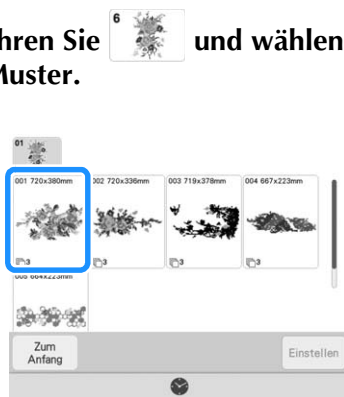 hren Sie 6 und wählen
Muster.
01
001 720x380mm 002 720x336mm 003 719x378mm 004 667x223mm
3 3 3 3
005 664x223mm
Zum
Anfang
Einstellen